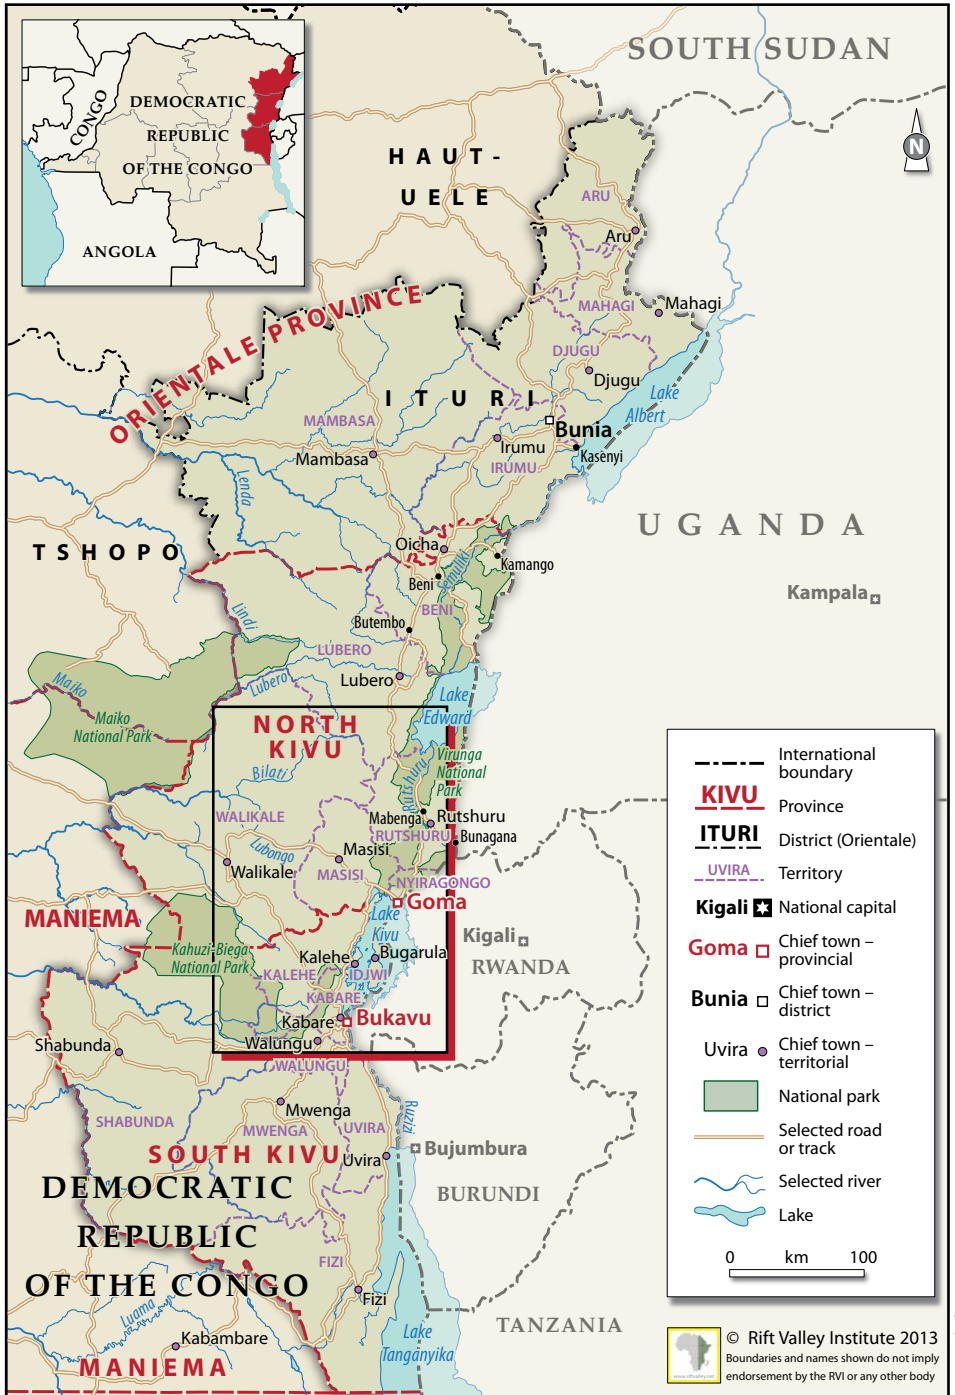 SOUTH SUDAN
CONGO
DEMOCRATIC
REPUBLIC
OF THE CONGO
ANGOLA
N
HAUT-
UELE
ARU
Aru
ORIENTALE PROVINCE
MAHAGI
Mahagi
DJUGU
Djugu
ITURI
Lake
Albert
MAMBASA
Bunia
Mambasa
Irumu
Kasenyi
IRUMU
Lenda
UGANDA
TSHOPO
Oicha
Semuliki
Kamango
Beni
BENI
Kampala
Lindi
Butembo
LUBERO
Lubero
Lubero
Maiko
Maiko
National Park
Lake
Edward
NORTH
KIVU
Bilati
Virunga
National
Park
Rutshuru
WALIKALE
Mabenga
Rutshuru
RUTSHURU
Bunagana
Lubongo
Masisi
Walikale
MASISI
NYIRAGONGO
Goma
MANIEMA
Lake
Kivu
Kigali
RWANDA
Kahuzi-Biega
National Park
Kalehe
Bugarula
KALEHE
IDJWI
KABARE
Kabare
Bukavu
Walungu
Shabunda
WALUNGU
Mwenga
SHABUNDA
MWENGA
UVIRA
Ruzizi
SOUTH KIVU
Uvira
Bujumbura
BURUNDI
DEMOCRATIC
REPUBLIC
OF THE CONGO
FIZI
Fizi
Luama
Kabambare
MANIEMA
Lake
Tanganyika
TANZANIA
International
boundary
KIVU Province
ITURI District (Orientale)
UVIRA Territory
Kigali National capital
Goma Chief town –
provincial
Bunia Chief town –
district
Uvira Chief town –
territorial
National park
Selected road
or track
Selected river
Lake
0 km 100
www.riftvalley.net
© Rift Valley Institute 2013
Boundaries and names shown do not imply
endorsement by the RVI or any other body